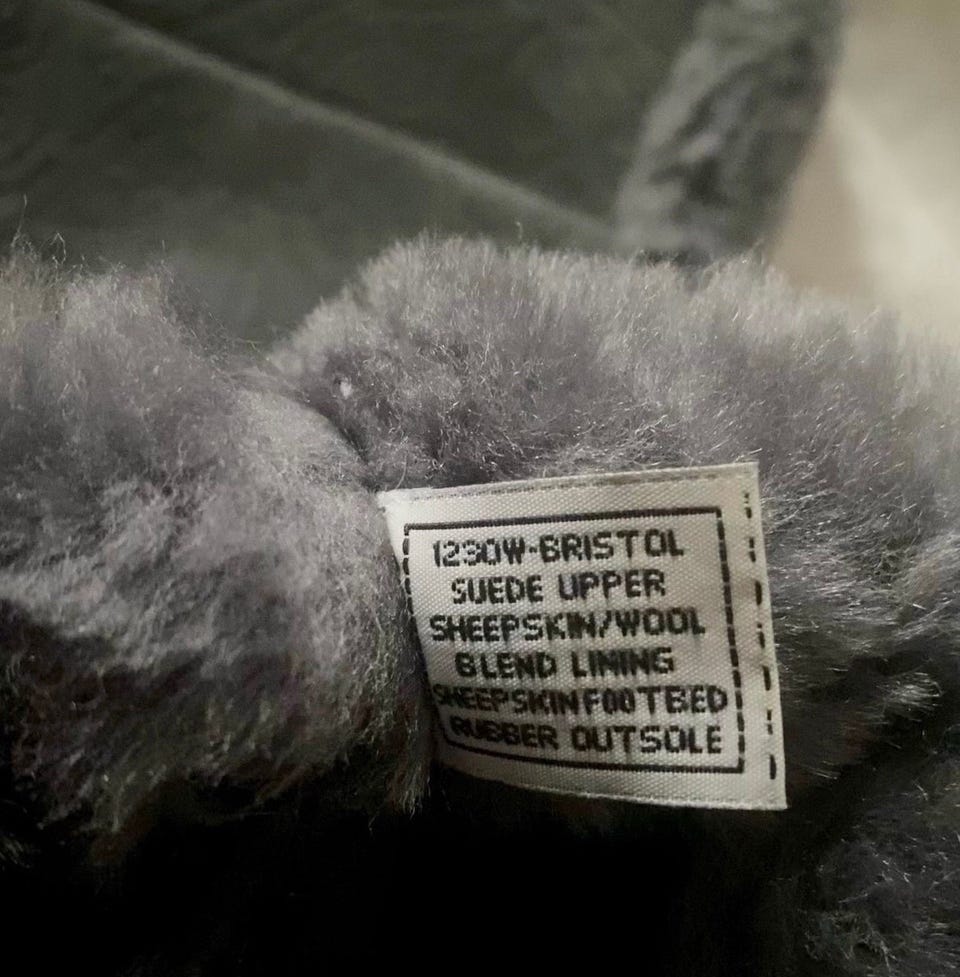 1230W-BRISTOL
SUEDE UPPER
SHEEPSKIN/WOOL
BLEND LINING
SHEEPSKIN FOOTBED
RUBBER OUTSOLE